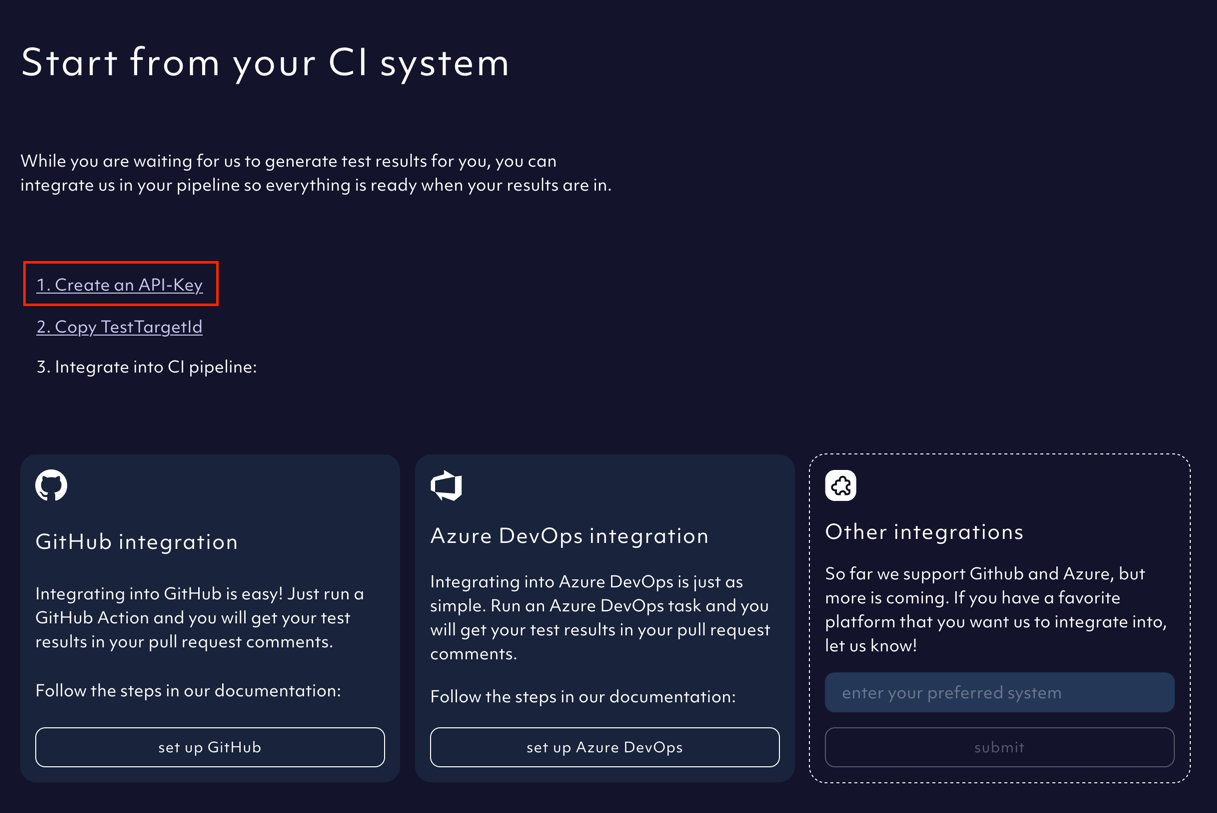 Start from your CI system
While you are waiting for us to generate test results for you, you can
integrate us in your pipeline so everything is ready when your results are in.
1. Create an API-Key
2. Copy TestTargetId
3. Integrate into CI pipeline:
GitHub integration
Integrating into GitHub is easy! Just run a
GitHub Action and you will get your test
results in your pull request comments.
Follow the steps in our documentation:
set up GitHub
Azure DevOps integration
Integrating into Azure DevOps is just as
simple. Run an Azure DevOps task and you
will get your test results in your pull request
comments.
Follow the steps in our documentation:
set up Azure DevOps
Other integrations
So far we support Github and Azure, but
more is coming. If you have a favorite
platform that you want us to integrate into,
let us know!
enter your preferred system
submit